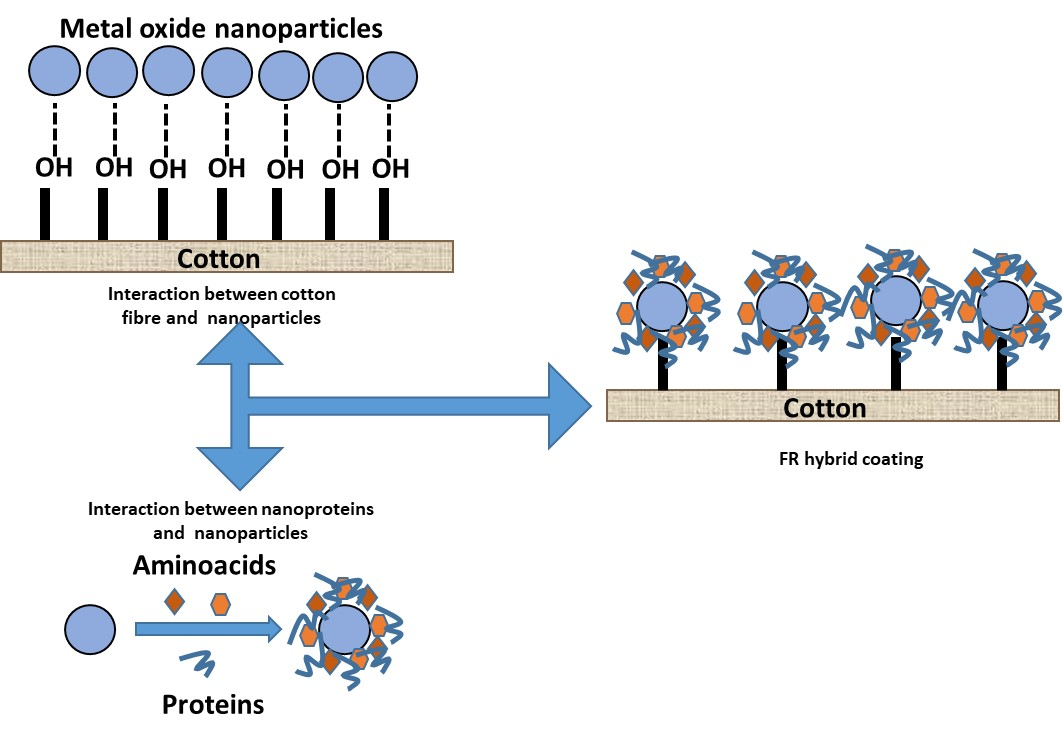 Metal oxide nanoparticles
OH OH OH OH OH OH OH
Cotton
Interaction between cotton
fibre and nanoparticles
Cotton
FR hybrid coating
Interaction between nanoproteins
and nanoparticles
Aminoacids
Proteins